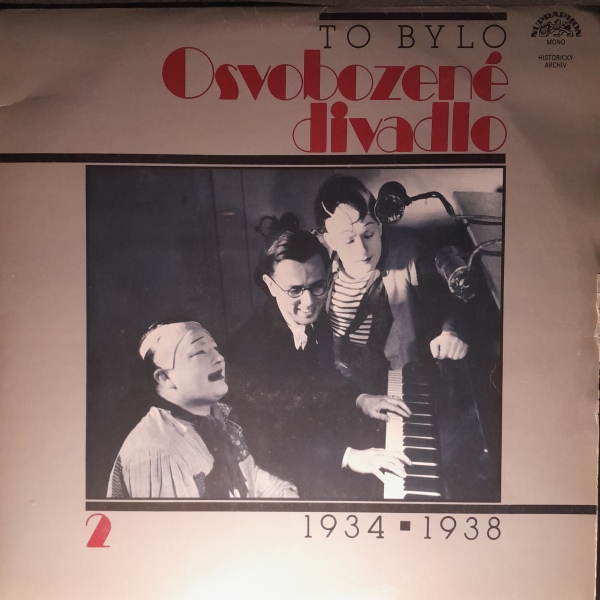 TO BYLO
Osvobozené
divadlo
SUPRAPHON
MONO
HISTORICKÝ
ARCHÍV
2
1934 ▪ 1938